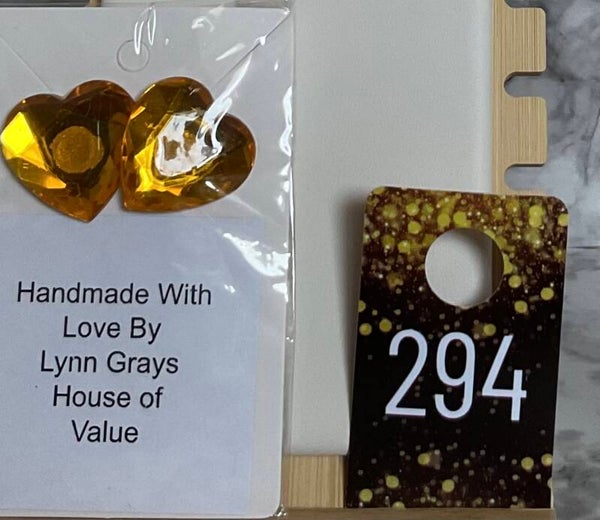 Handmade With
Love By
Lynn Grays
House of
Value
294